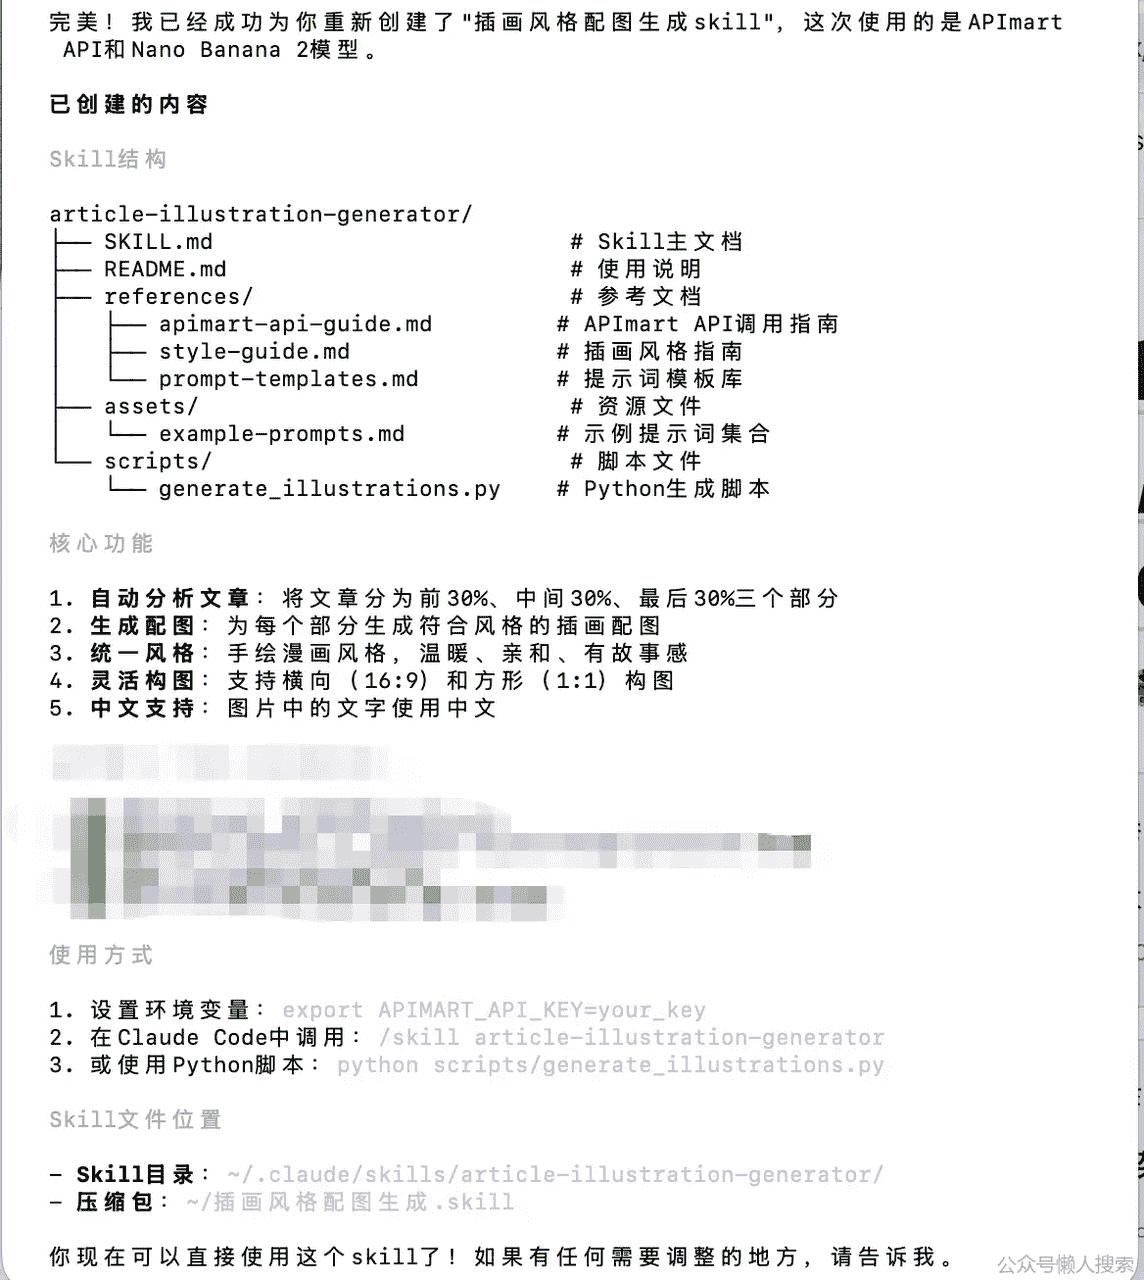 完美！我已经成功为你重新创建了"插画风格配图生成skill"，这次使用的是APImart
API和Nano Banana 2模型。
已创建的内容
Skill结构
article-illustration-generator/
├── SKILL.md # Skill主文档
├── README.md # 使用说明
├── references/ # 参考文档
│   ├── apimart-api-guide.md # APImart API调用指南
│   ├── style-guide.md # 插画风格指南
│   └── prompt-templates.md # 提示词模板库
├── assets/ # 资源文件
│   └── example-prompts.md # 示例提示词集合
└── scripts/ # 脚本文件
    └── generate_illustrations.py # Python生成脚本
核心功能
1. 自动分析文章：将文章分为前30%、中间30%、最后30%三个部分
2. 生成配图：为每个部分生成符合风格的插画配图
3. 统一风格：手绘漫画风格，温暖、亲和、有故事感
4. 灵活构图：支持横向（16:9）和方形（1:1）构图
5. 中文支持：图片中的文字使用中文
使用方式
1. 设置环境变量：export APIMART_API_KEY=your_key
2. 在Claude Code中调用：/skill article-illustration-generator
3. 或使用Python脚本：python scripts/generate_illustrations.py
Skill文件位置
- Skill目录：~/.claude/skills/article-illustration-generator/
- 压缩包：~/插画风格配图生成.skill
你现在可以直接使用这个skill了！如果有任何需要调整的地方，请告诉我。
公众号懒人搜索